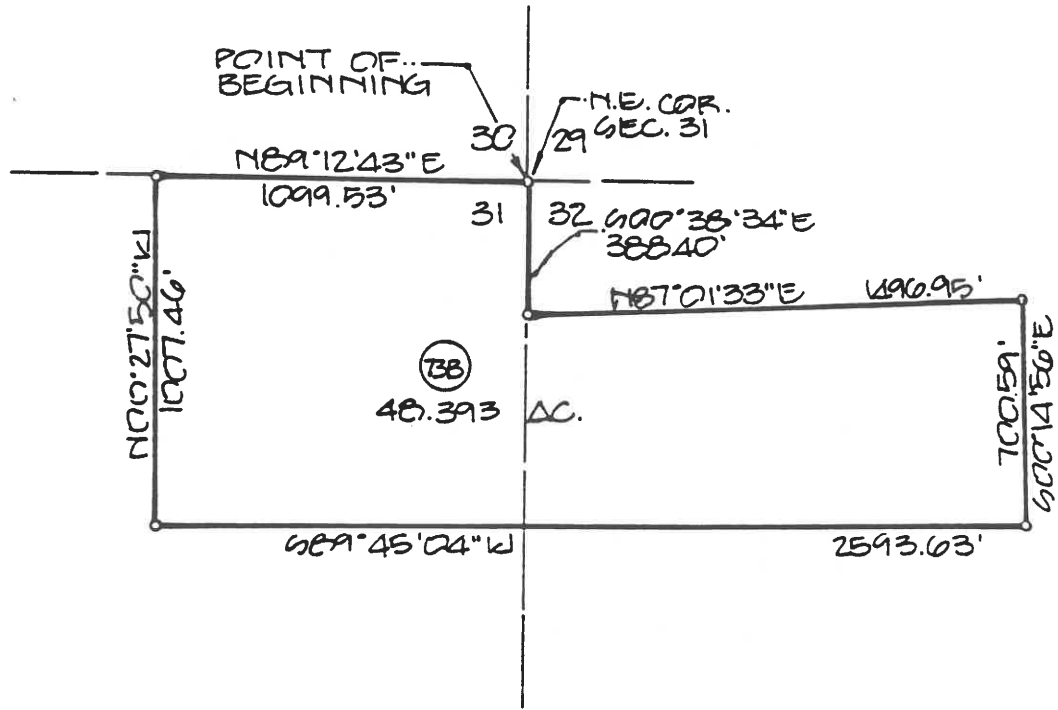 POINT OF
BEGINNING
N.E. COR.
SEC. 31
30
29
N89°12'43"E
1099.53'
31
32
S00°38'34"E
388.40'
N87°01'33"E 1496.95'
N00°27'50"W
1007.46'
48.393 AC.
700.59'
S00°14'56"E
S89°45'04"W 2593.63'